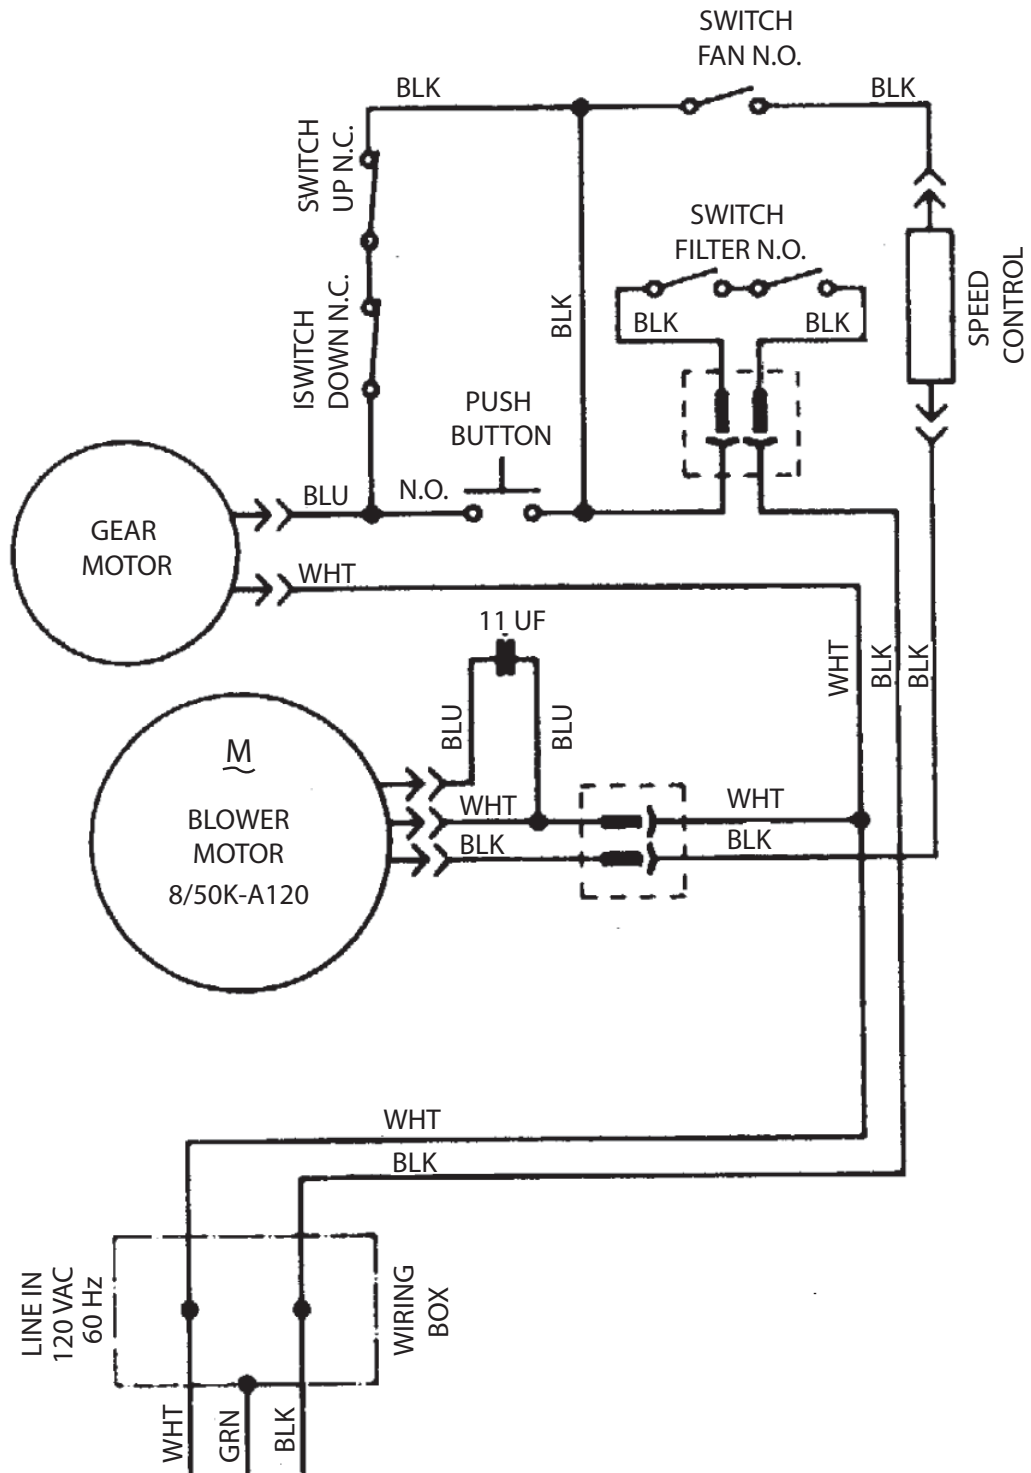 SWITCH
FAN N.O.
BLK
BLK
SWITCH
UP N.C.
SWITCH
FILTER N.O.
BLK
BLK
BLK
SPEED
CONTROL
ISWITCH
DOWN N.C.
PUSH
BUTTON
BLU
N.O.
GEAR
MOTOR
WHT
11 UF
WHT
BLK
BLK
BLU
BLU
M
BLOWER
MOTOR
8/50K-A120
WHT
BLK
WHT
BLK
WHT
BLK
LINE IN
120 VAC
60 Hz
WIRING
BOX
WHT
GRN
BLK